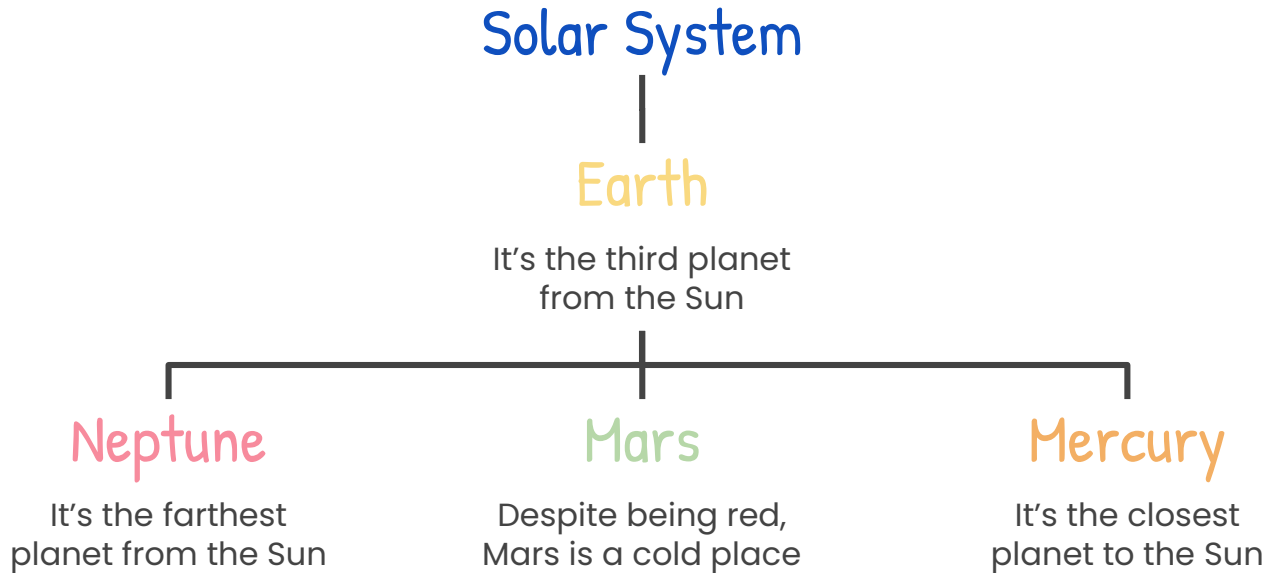 Solar System
Earth
It’s the third planet
from the Sun
Neptune
It’s the farthest
planet from the Sun
Mars
Despite being red,
Mars is a cold place
Mercury
It’s the closest
planet to the Sun